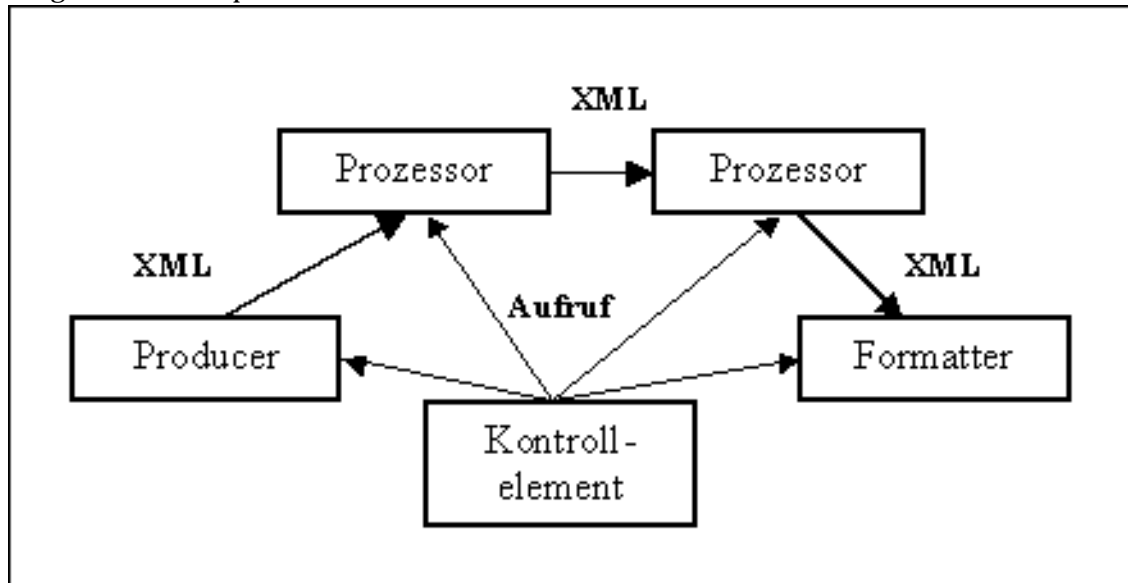 XML
Prozessor
Prozessor
XML
XML
Aufruf
Producer
Formatter
Kontroll-
element